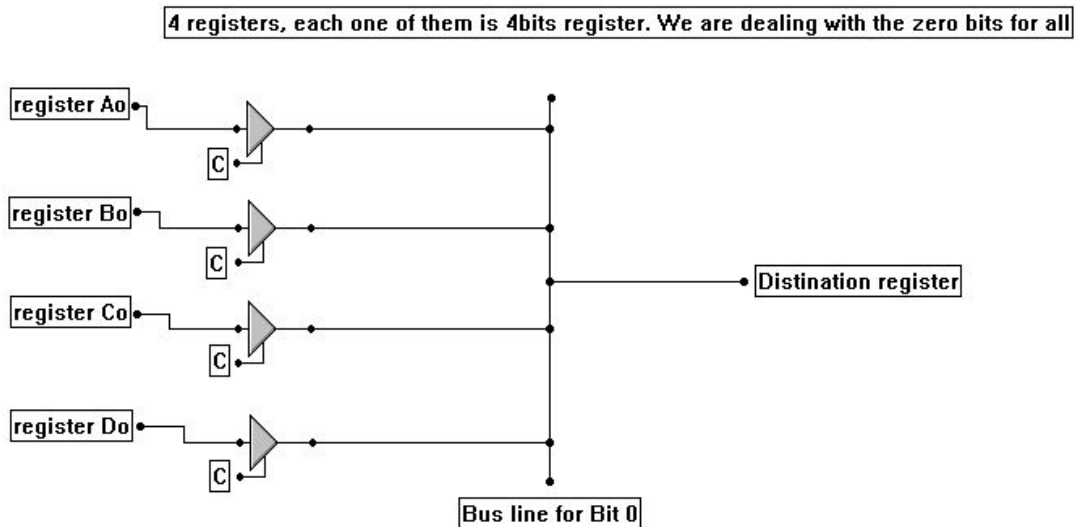 4 registers, each one of them is 4bits register. We are dealing with the zero bits for all
register Ao
C
register Bo
C
register Co
C
register Do
C
Distination register
Bus line for Bit 0